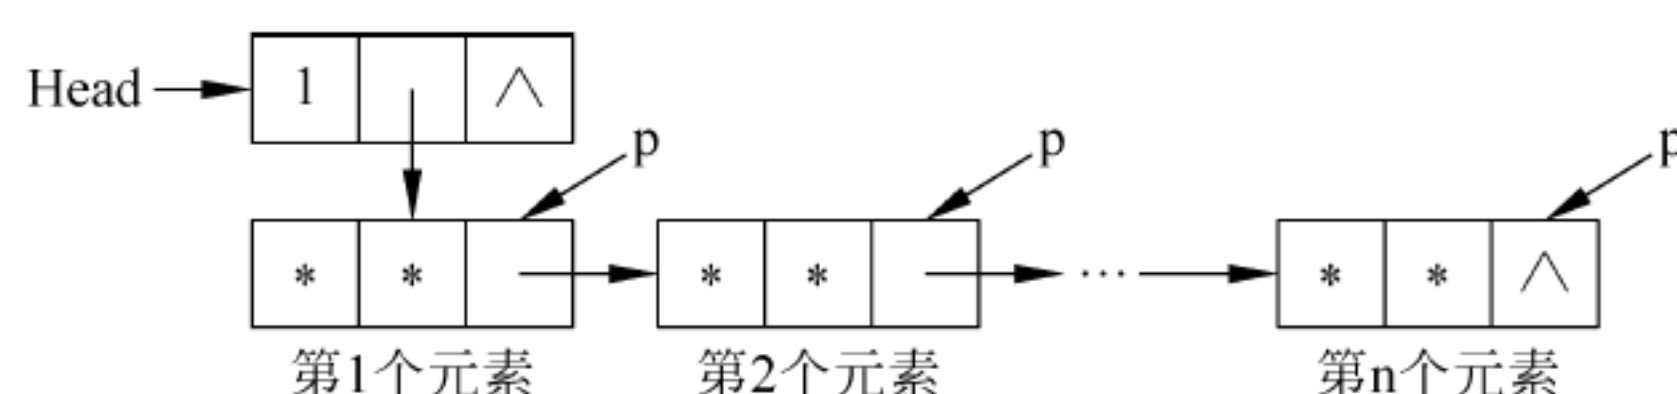 Head 1 ∧
p p p
* * * * … * * ∧
第1个元素 第2个元素 第n个元素